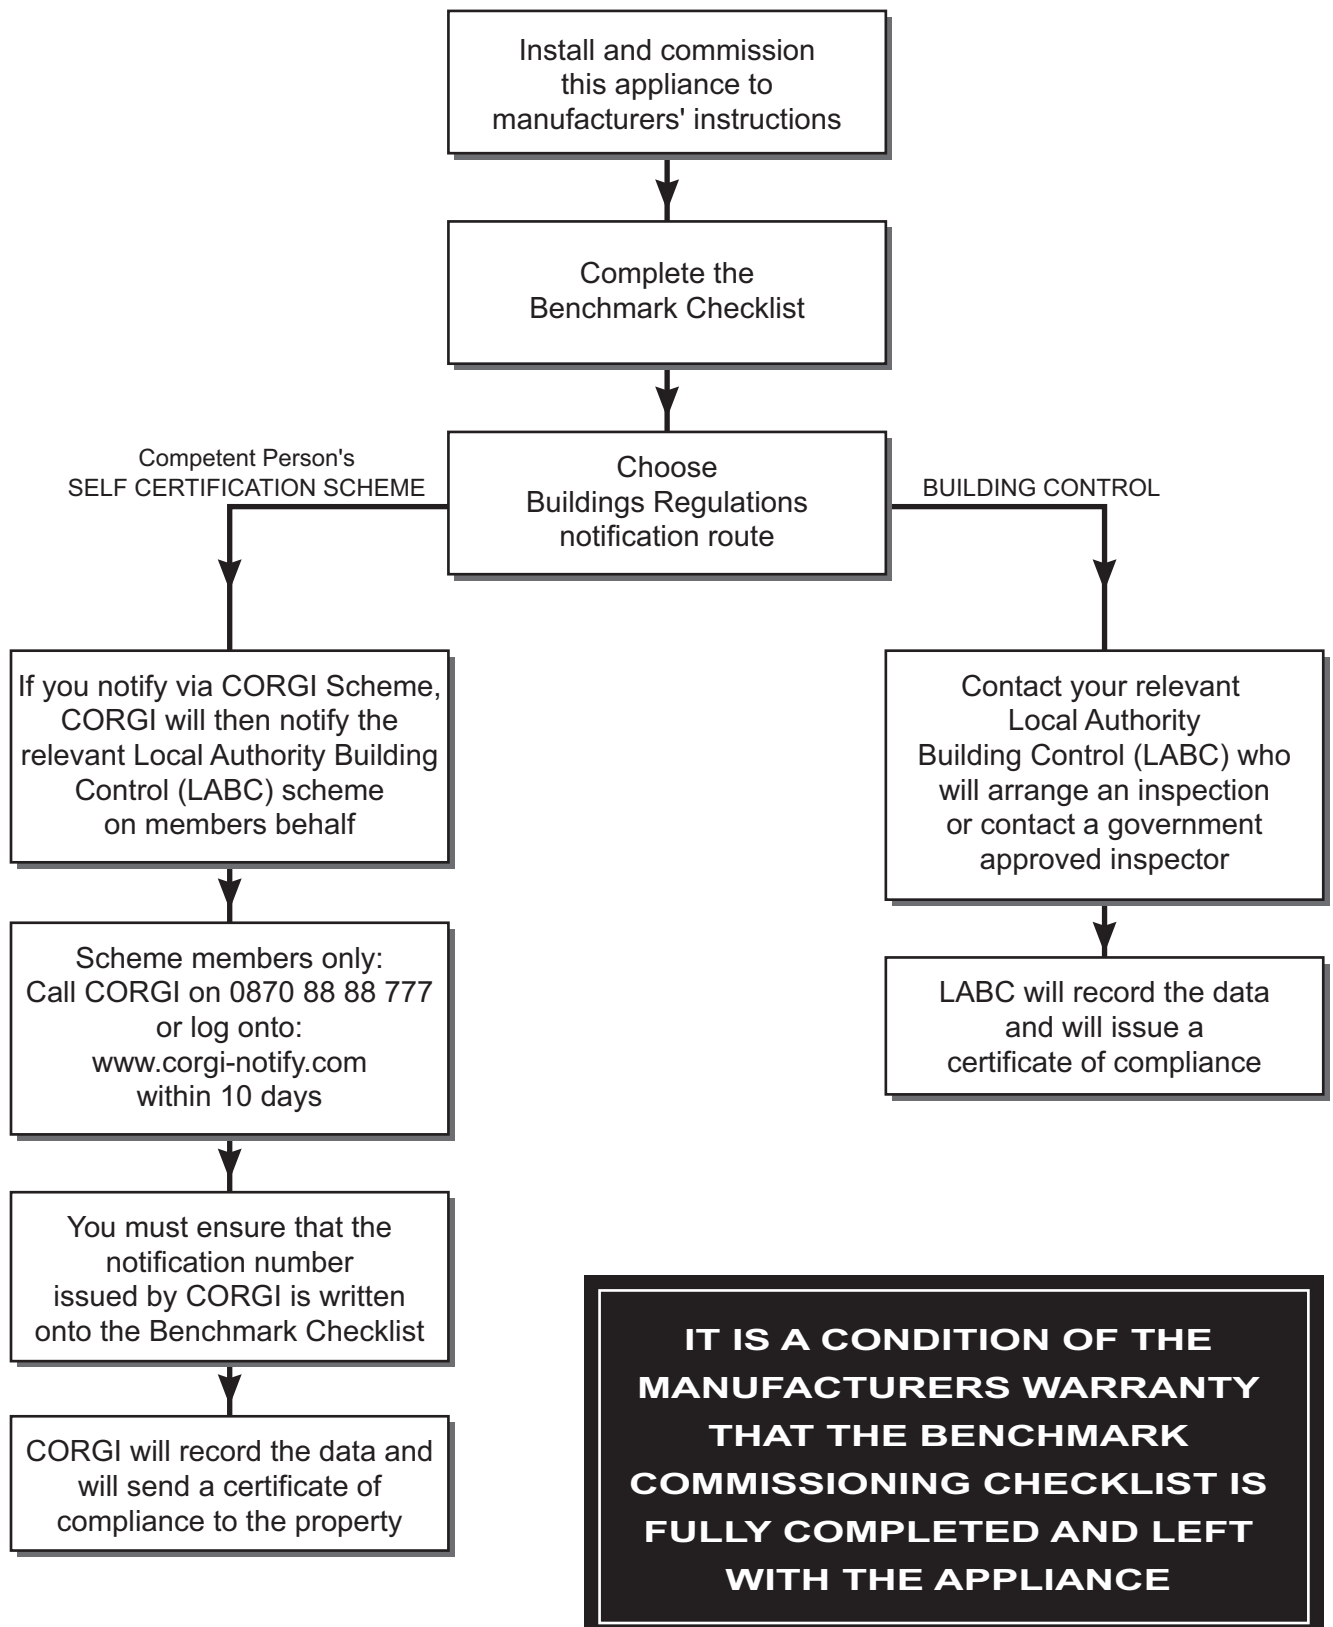 Install and commission
this appliance to
manufacturers' instructions
Complete the
Benchmark Checklist
Choose
Buildings Regulations
notification route
Competent Person's
SELF CERTIFICATION SCHEME
BUILDING CONTROL
If you notify via CORGI Scheme,
CORGI will then notify the
relevant Local Authority Building
Control (LABC) scheme
on members behalf
Scheme members only:
Call CORGI on 0870 88 88 777
or log onto:
www.corgi-notify.com
within 10 days
You must ensure that the
notification number
issued by CORGI is written
onto the Benchmark Checklist
CORGI will record the data and
will send a certificate of
compliance to the property
Contact your relevant
Local Authority
Building Control (LABC) who
will arrange an inspection
or contact a government
approved inspector
LABC will record the data
and will issue a
certificate of compliance
IT IS A CONDITION OF THE
MANUFACTURERS WARRANTY
THAT THE BENCHMARK
COMMISSIONING CHECKLIST IS
FULLY COMPLETED AND LEFT
WITH THE APPLIANCE